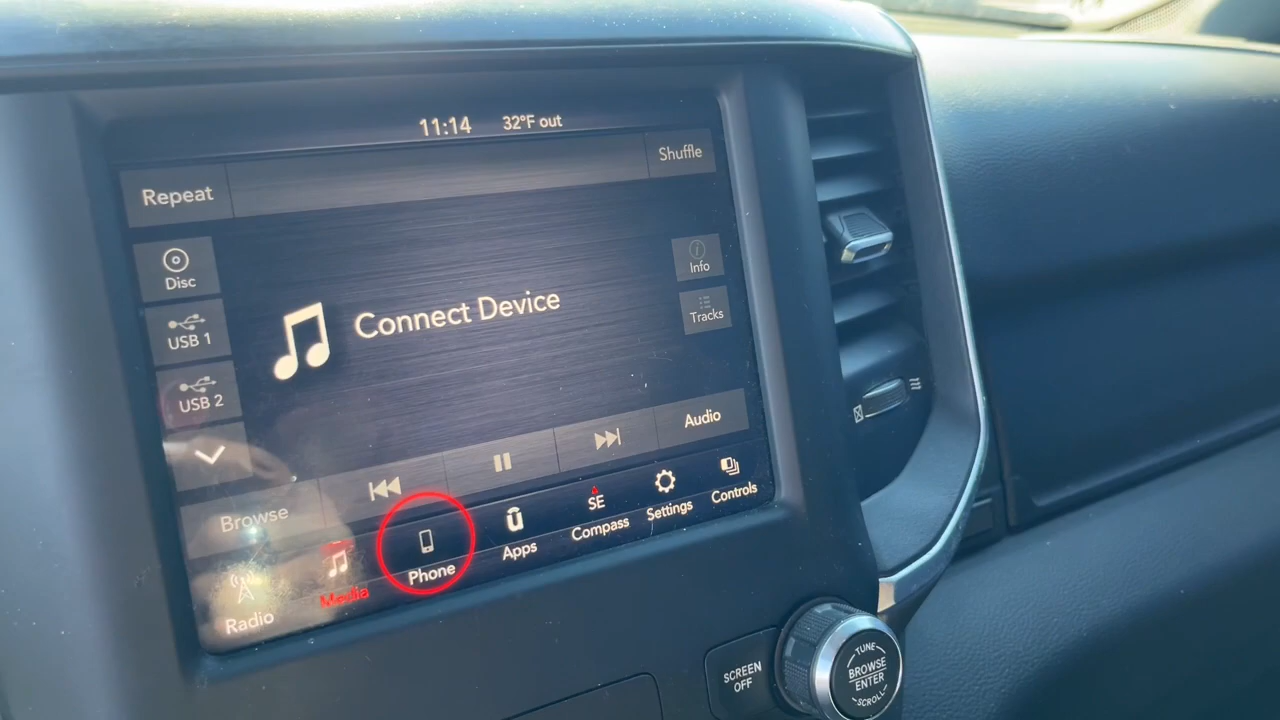 11:14 32°F out
Repeat
Shuffle
Disc
Info
USB 1
Connect Device
Tracks
USB 2
Audio
Browse
Radio
Media
Phone
Apps
SE
Compass
Settings
Controls
SCREEN
OFF
TUNE
BROWSE
ENTER
SCROLL